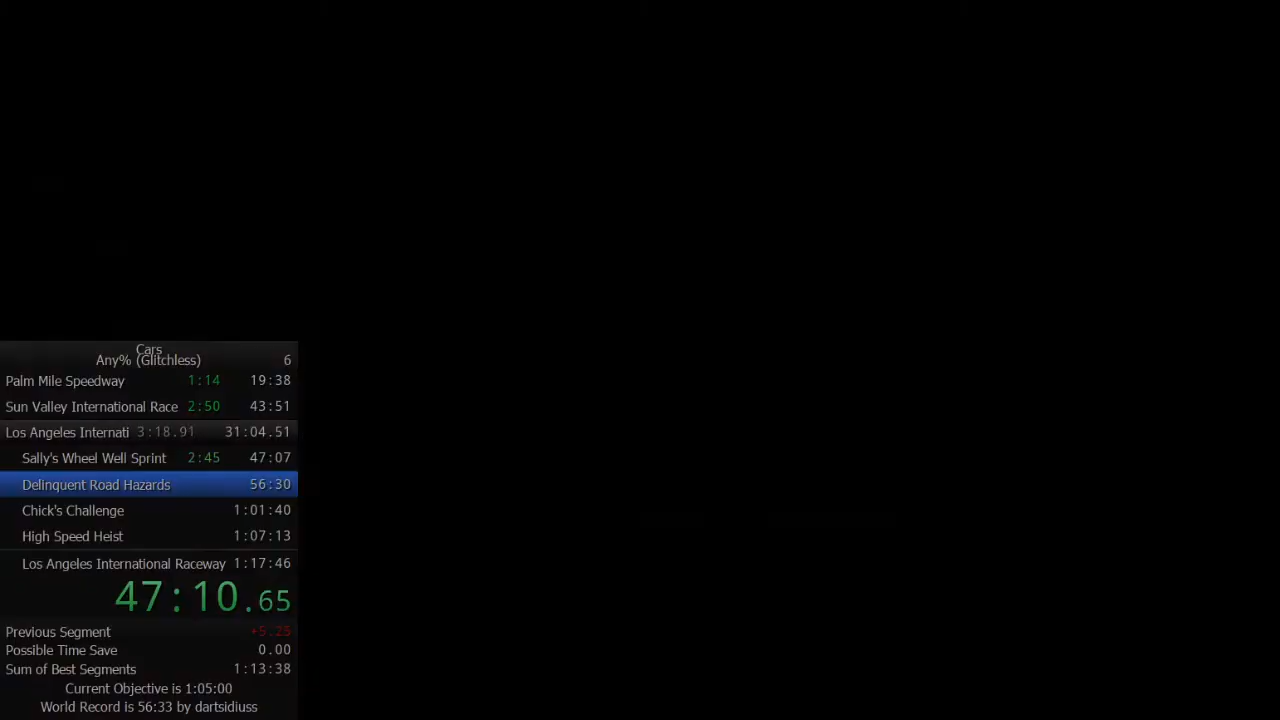 Cars
Any% (Glitchless) 6
Palm Mile Speedway 1:14 19:38
Sun Valley International Race 2:50 43:51
Los Angeles Internati 3:18.91 31:04.51
Sally's Wheel Well Sprint 2:45 47:07
Delinquent Road Hazards 56:30
Chick's Challenge 1:01:40
High Speed Heist 1:07:13
Los Angeles International Raceway 1:17:46
47:10.65
Previous Segment +5.25
Possible Time Save 0.00
Sum of Best Segments 1:13:38
Current Objective is 1:05:00
World Record is 56:33 by dartsidiuss